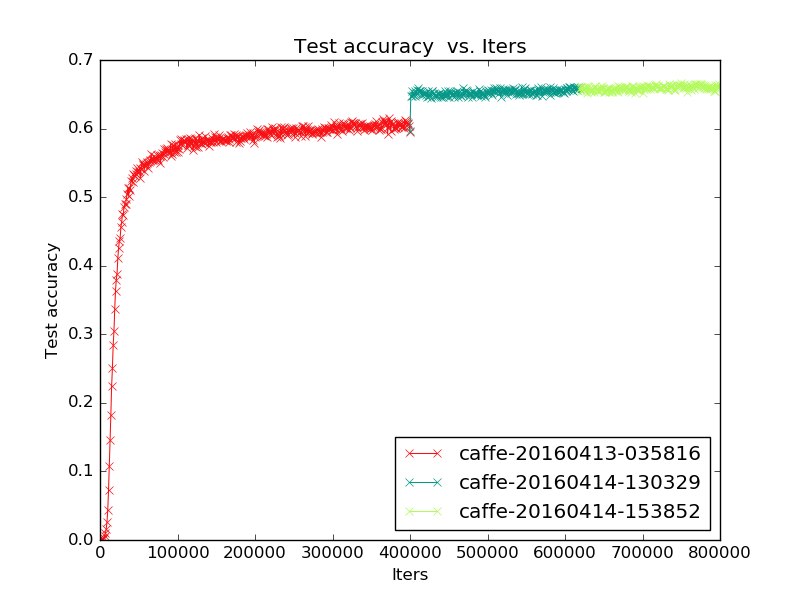 Test accuracy  vs. Iters
0.7
0.6
0.5
0.4
0.3
0.2
0.1
0.0
Test accuracy
caffe-20160413-035816
caffe-20160414-130329
caffe-20160414-153852
0 100000 200000 300000 400000 500000 600000 700000 800000
Iters